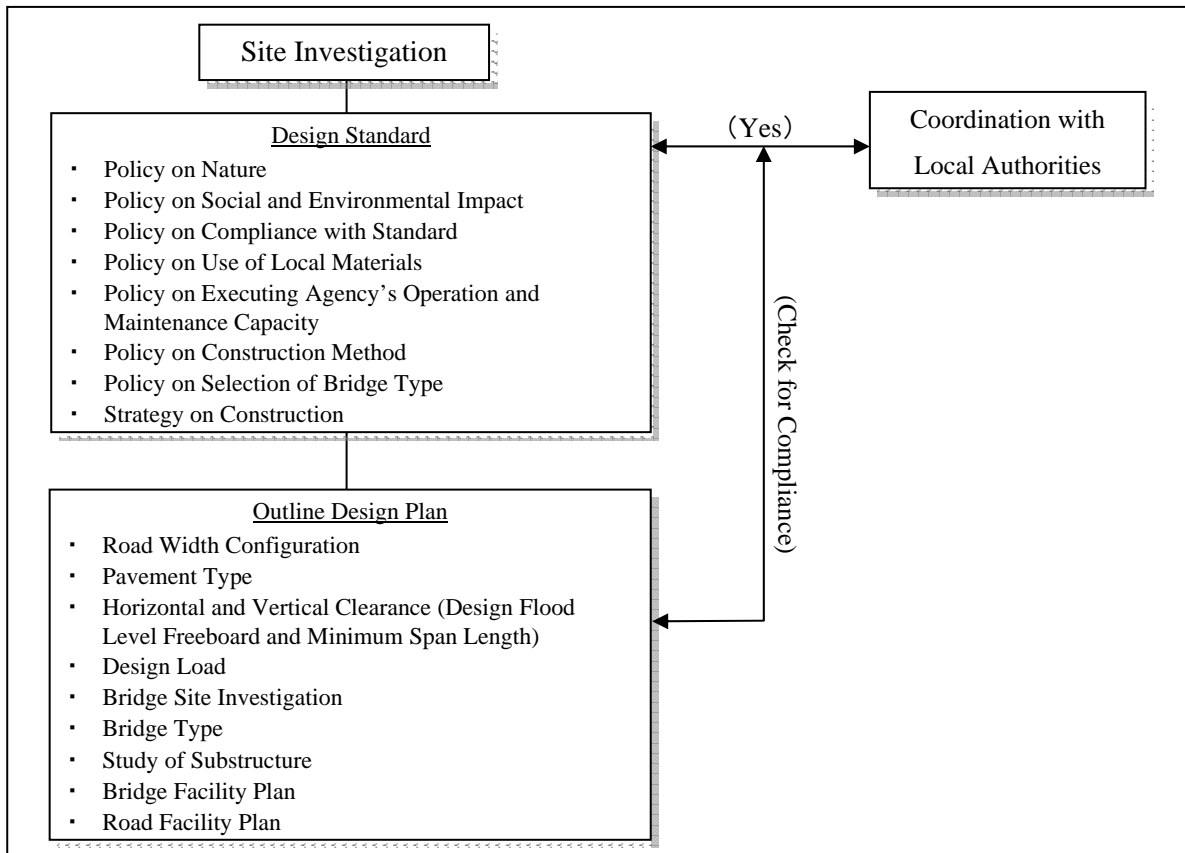 Site Investigation
Design Standard
・ Policy on Nature
・ Policy on Social and Environmental Impact
・ Policy on Compliance with Standard
・ Policy on Use of Local Materials
・ Policy on Executing Agency’s Operation and
Maintenance Capacity
・ Policy on Construction Method
・ Policy on Selection of Bridge Type
・ Strategy on Construction
（Yes）
Coordination with
Local Authorities
(Check for Compliance)
Outline Design Plan
・ Road Width Configuration
・ Pavement Type
・ Horizontal and Vertical Clearance (Design Flood
Level Freeboard and Minimum Span Length)
・ Design Load
・ Bridge Site Investigation
・ Bridge Type
・ Study of Substructure
・ Bridge Facility Plan
・ Road Facility Plan